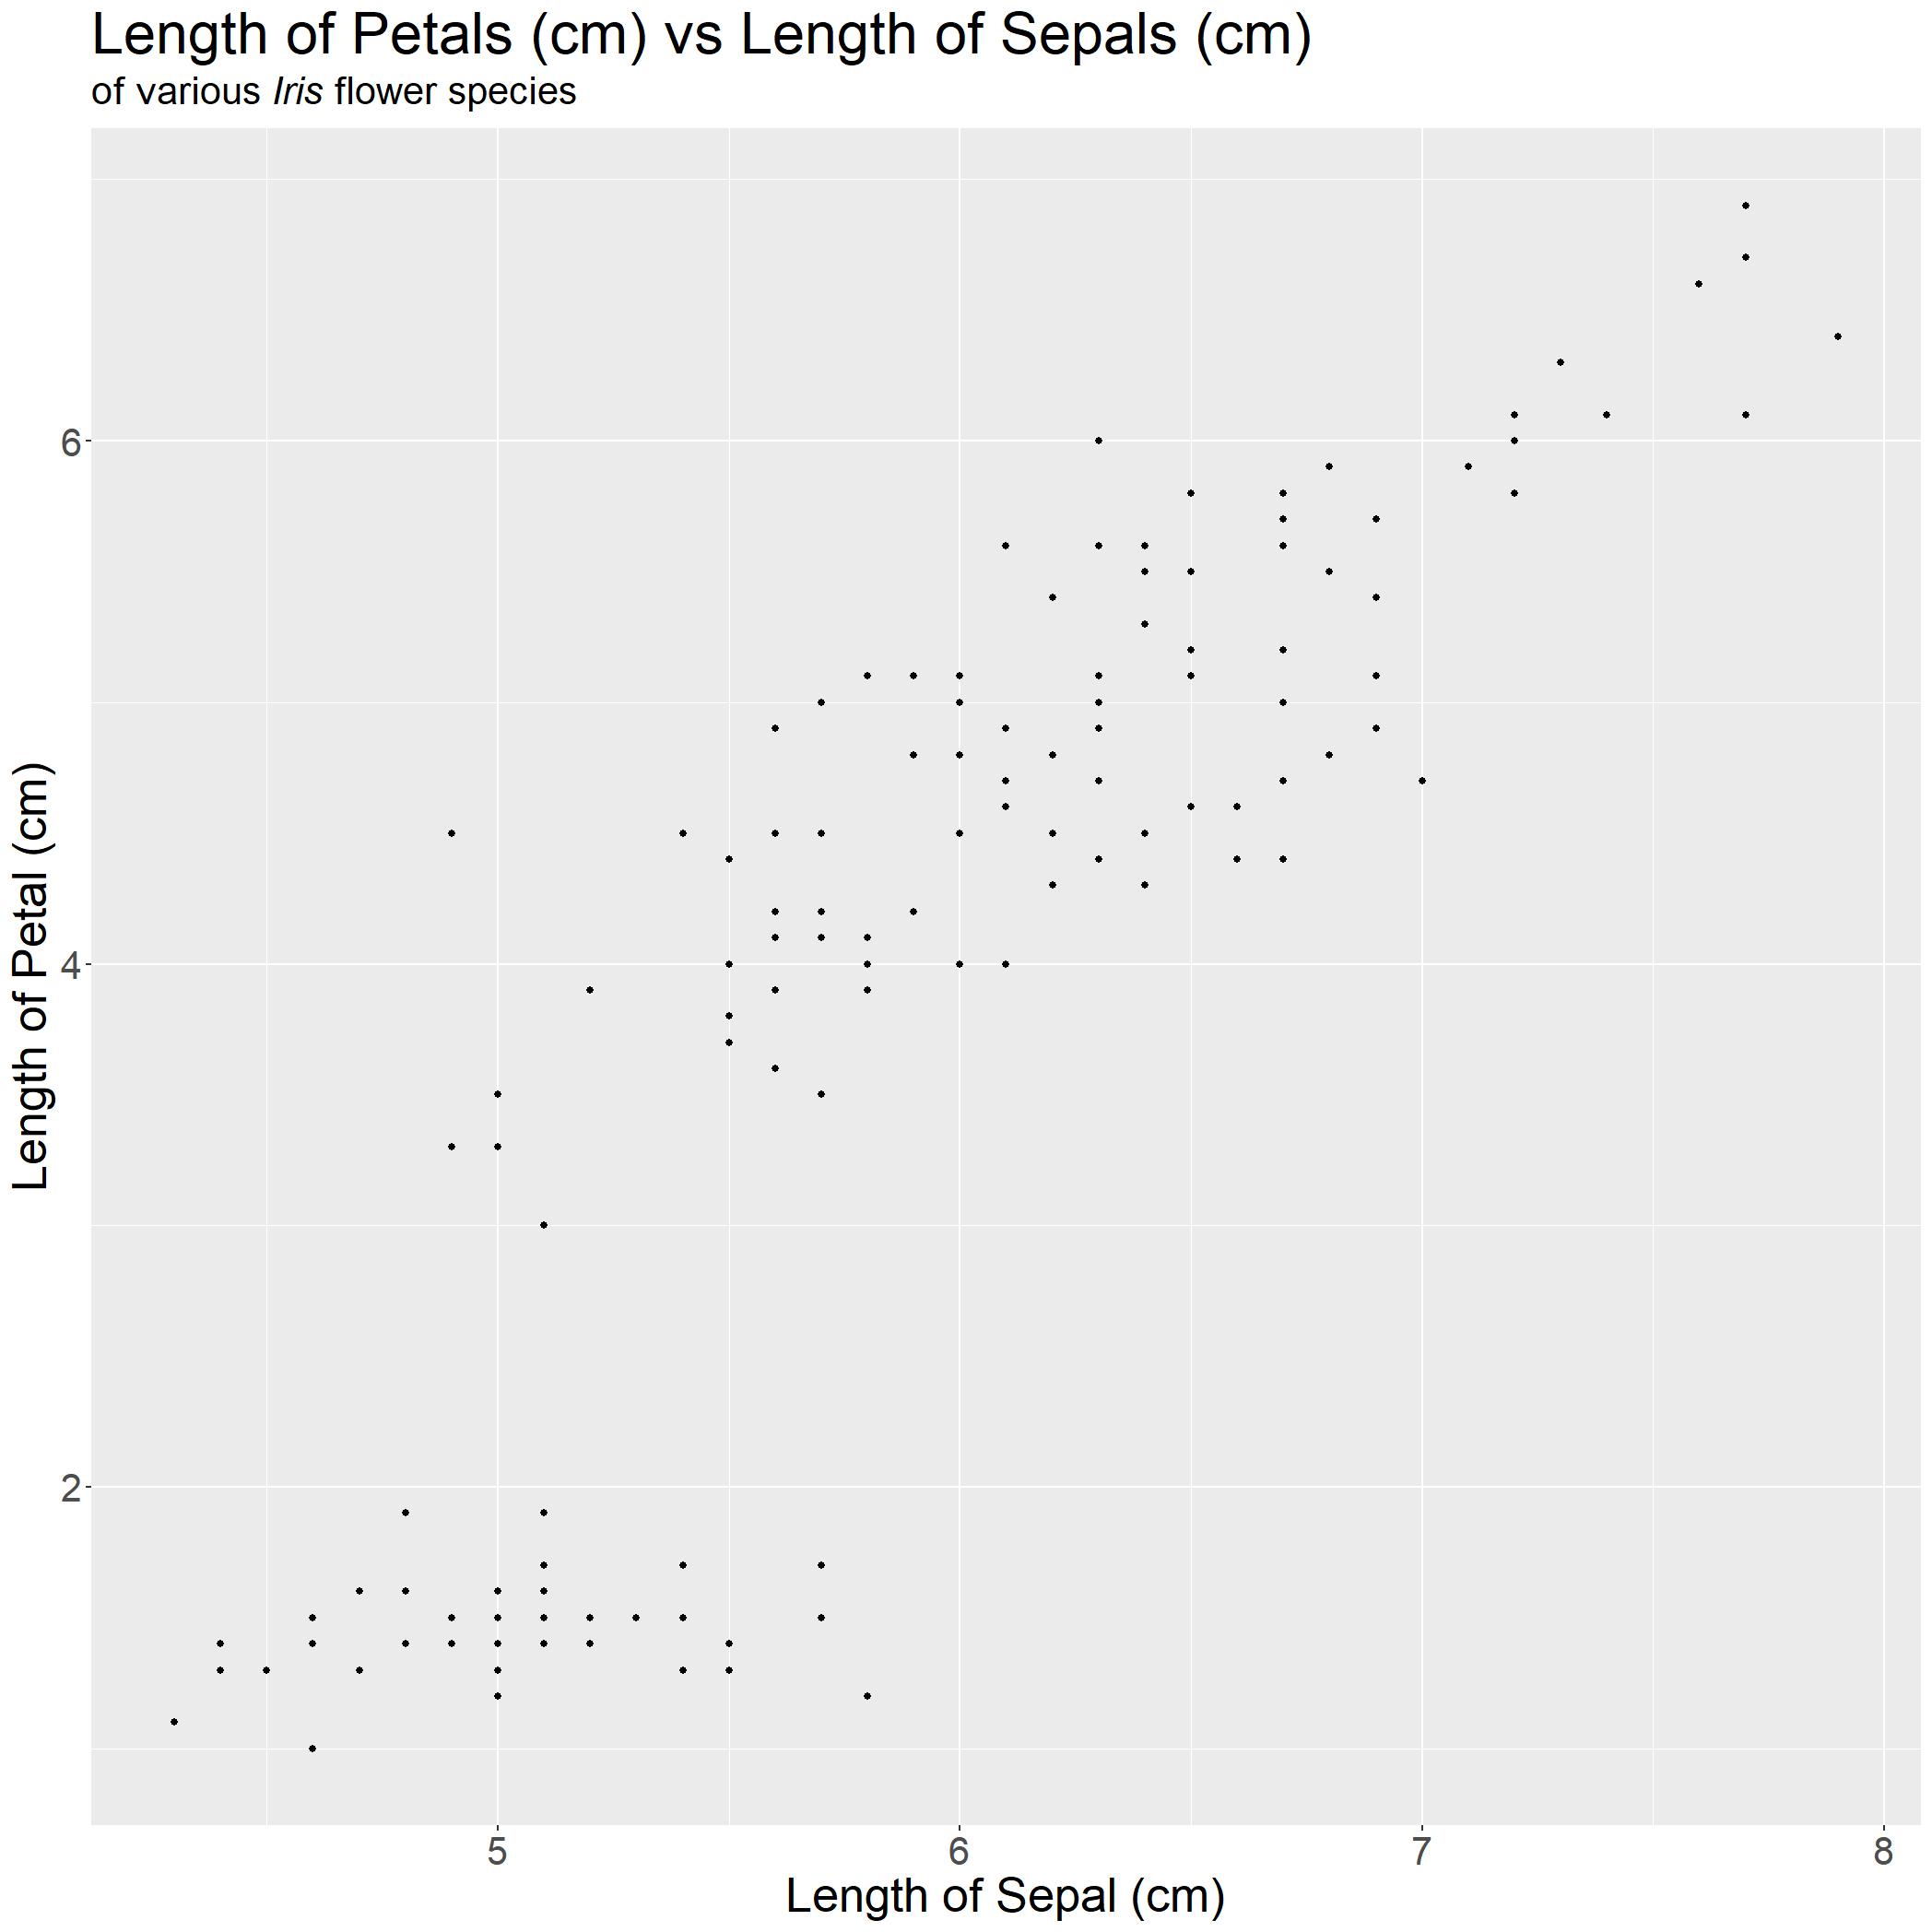 Length of Petals (cm) vs Length of Sepals (cm)
of various Iris flower species
Length of Petal (cm)
6
4
2
5 6 7 8
Length of Sepal (cm)